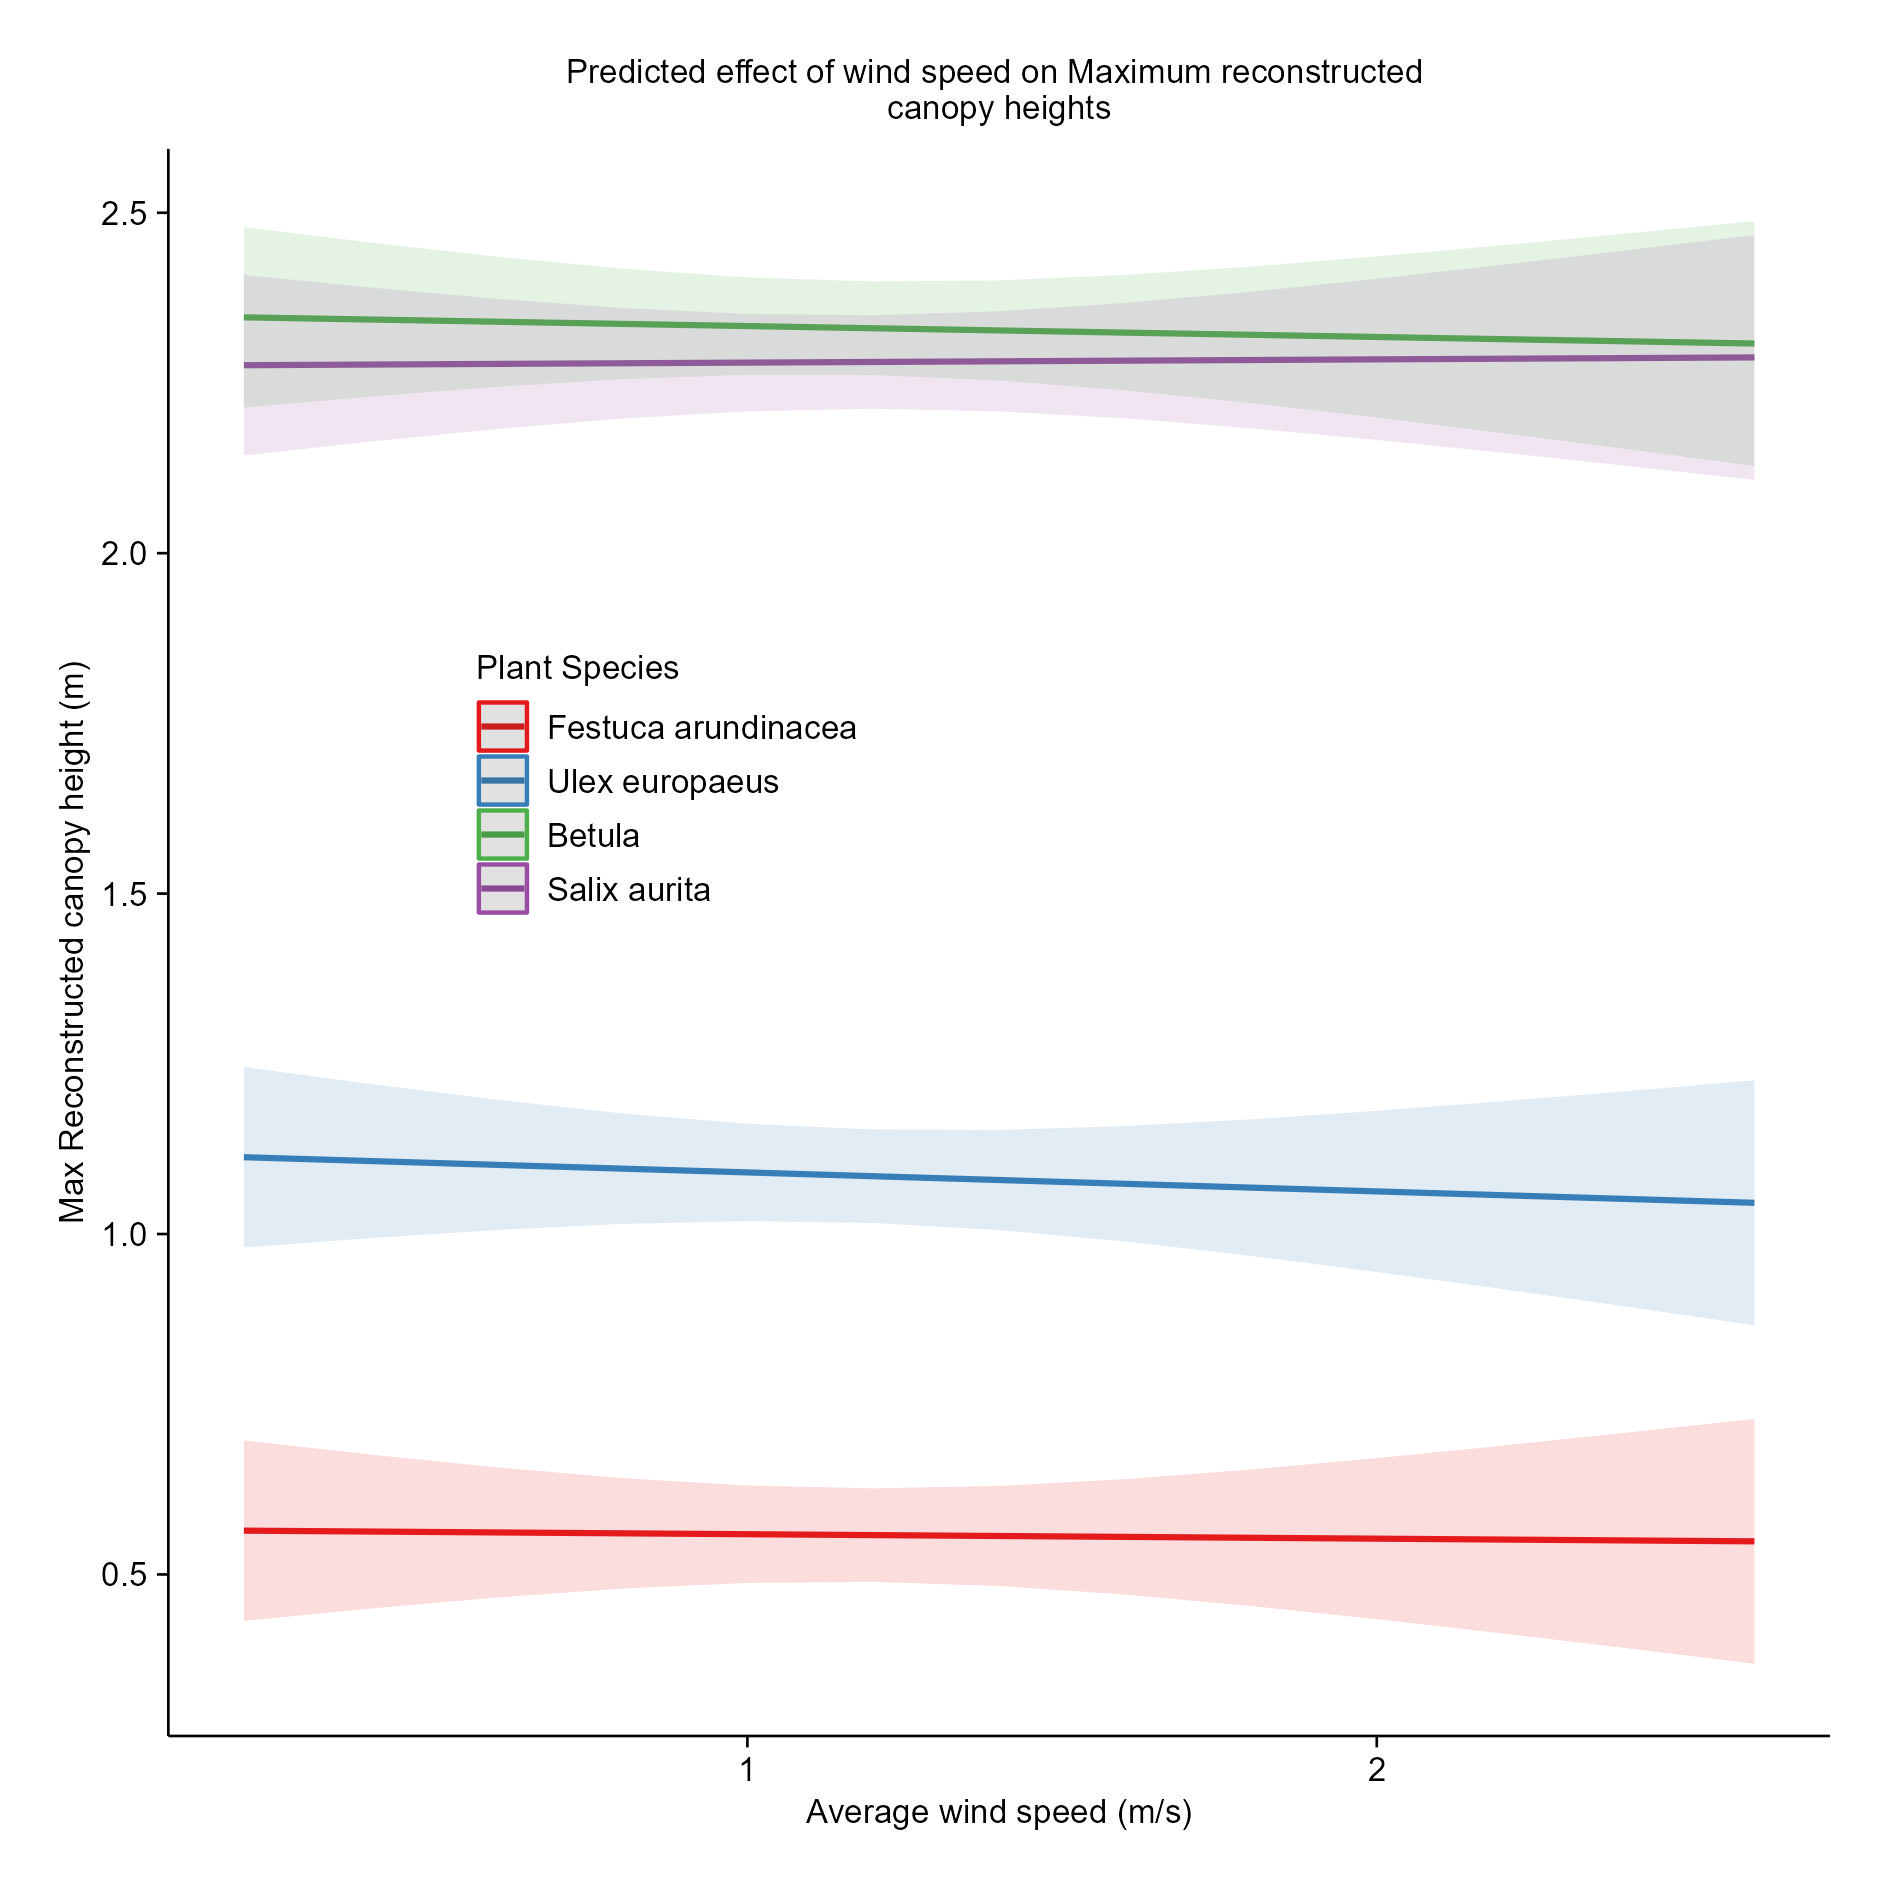 Predicted effect of wind speed on Maximum reconstructed
canopy heights
Max Reconstructed canopy height (m)
2.5
2.0
1.5
1.0
0.5
Plant Species
Festuca arundinacea
Ulex europaeus
Betula
Salix aurita
1
2
Average wind speed (m/s)